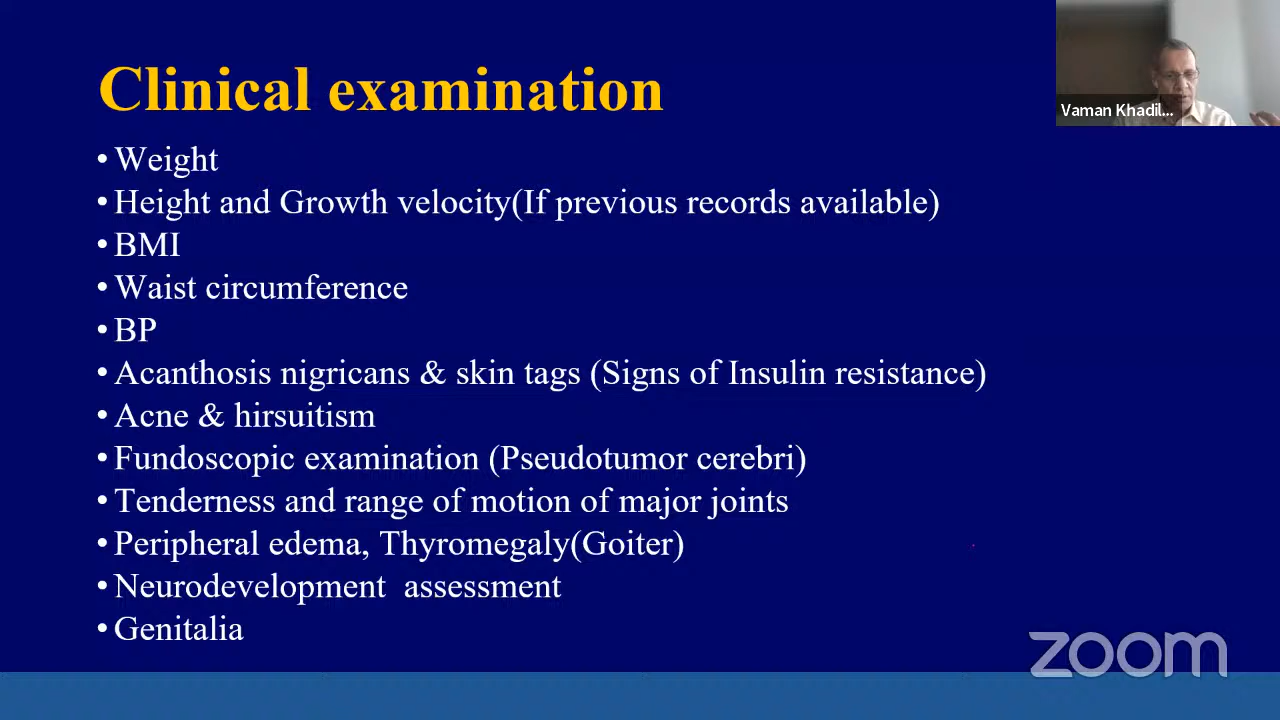 Clinical examination
Vaman Khadil...
• Weight
• Height and Growth velocity(If previous records available)
• BMI
• Waist circumference
• BP
• Acanthosis nigricans & skin tags (Signs of Insulin resistance)
• Acne & hirsuitism
• Fundoscopic examination (Pseudotumor cerebri)
• Tenderness and range of motion of major joints
• Peripheral edema, Thyromegaly(Goiter)
• Neurodevelopment  assessment
• Genitalia
zoom